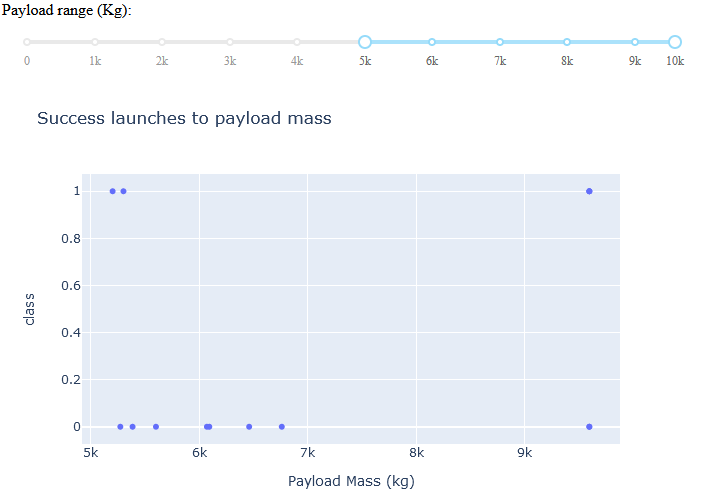 Payload range (Kg):
0 1k 2k 3k 4k 5k 6k 7k 8k 9k 10k
Success launches to payload mass
1
0.8
0.6
0.4
0.2
0
class
5k 6k 7k 8k 9k
Payload Mass (kg)